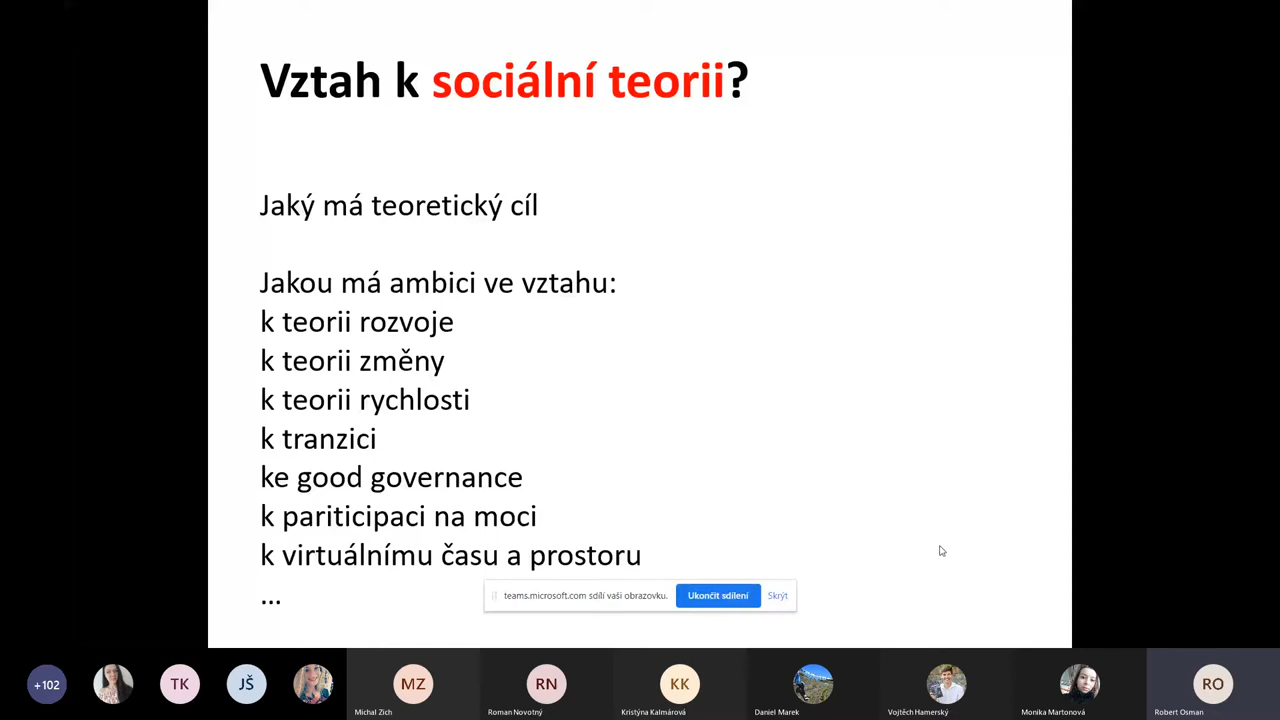 Vztah k sociální teorii?
Jaký má teoretický cíl
Jakou má ambici ve vztahu:
k teorii rozvoje
k teorii změny
k teorii rychlosti
k tranzici
ke good governance
k pariticipaci na moci
k virtuálnímu času a prostoru
...
teams.microsoft.com sdílí vaši obrazovku. Ukončit sdílení Skrýt
+102 TK JŠ MZ RN KK RO
Michal Zich Roman Novotný Kristýna Kalmárová Daniel Marek Vojtěch Hamerský Monika Martonová Robert Osman